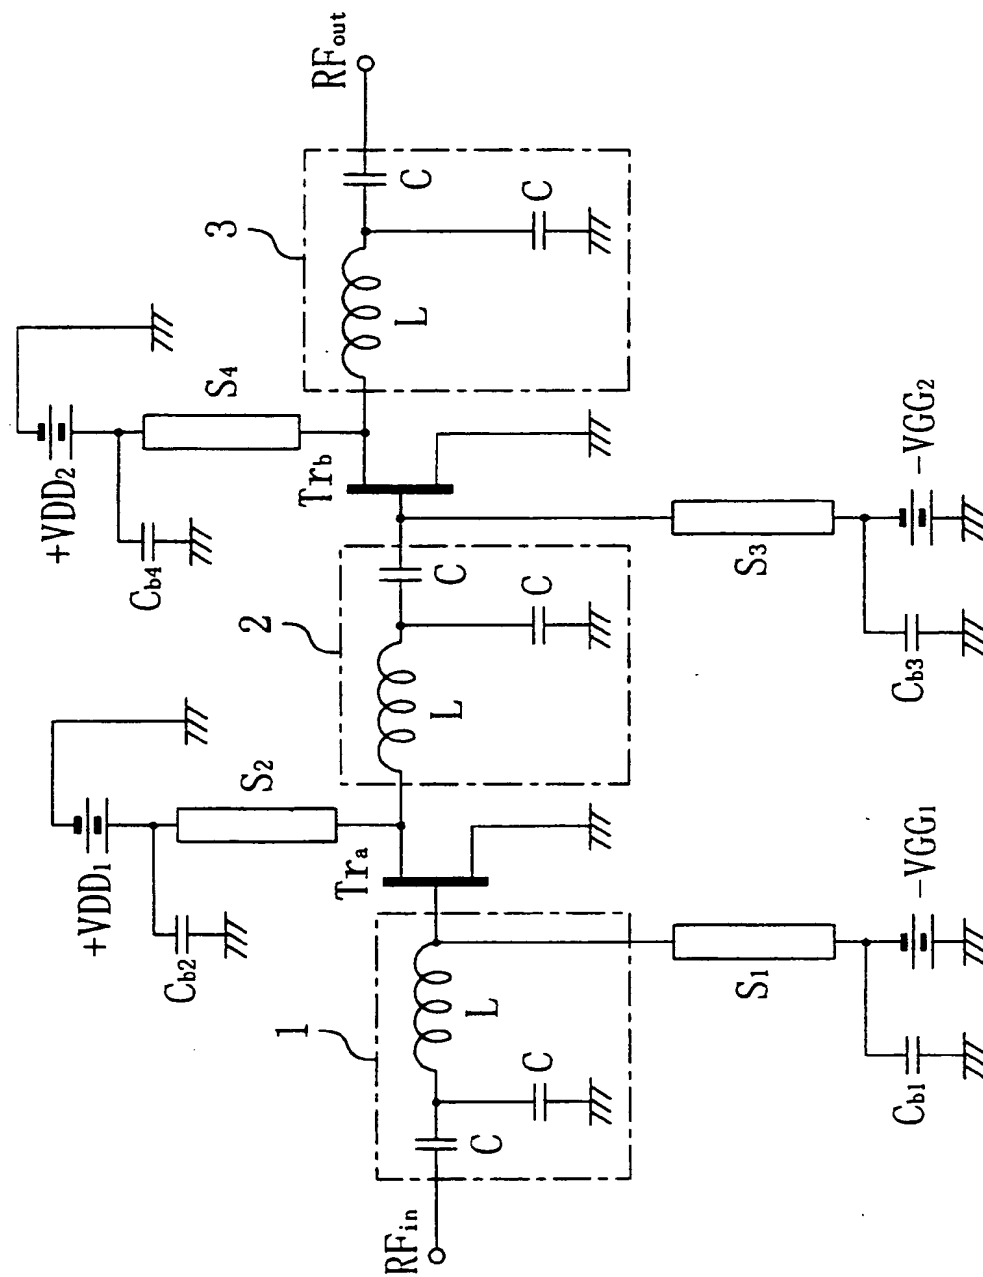 RFout
3
C
C
L
S4
+VDD2
Cb4
Trb
-VGG2
S3
Cb3
2
C
C
L
S2
+VDD1
Cb2
Tra
-VGG1
S1
Cb1
1
L
C
C
RFin